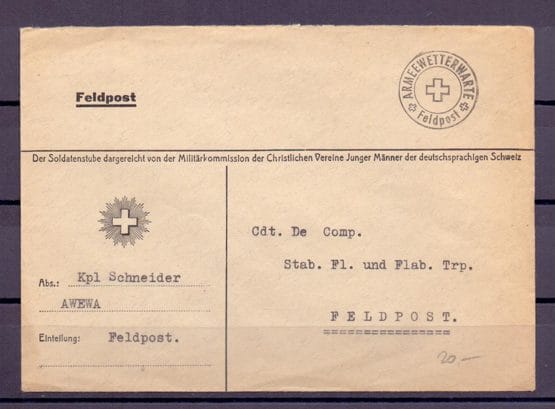 ARMEEWETTERWARTE
Feldpost
Feldpost
Der Soldatenstube dargereicht von der Militärkommission der Christlichen Vereine Junger Männer der deutschsprachigen Schweiz
Cdt. De Comp.
Stab. Fl. und Flab. Trp.
FELDPOST.
Abs.: Kpl Schneider
AWEWA
Einteilung: Feldpost.
20.—